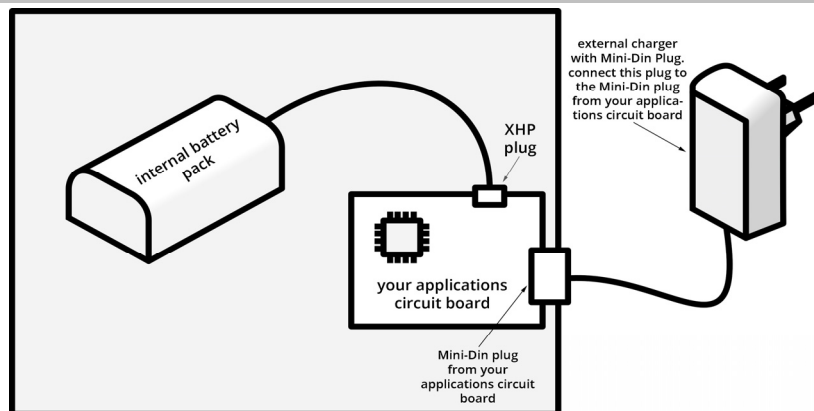 external charger
with Mini-Din Plug.
connect this plug to
the Mini-Din plug
from your applica-
tions circuit board
internal battery
pack
XHP
plug
your applications
circuit board
Mini-Din plug
from your
applications circuit
board